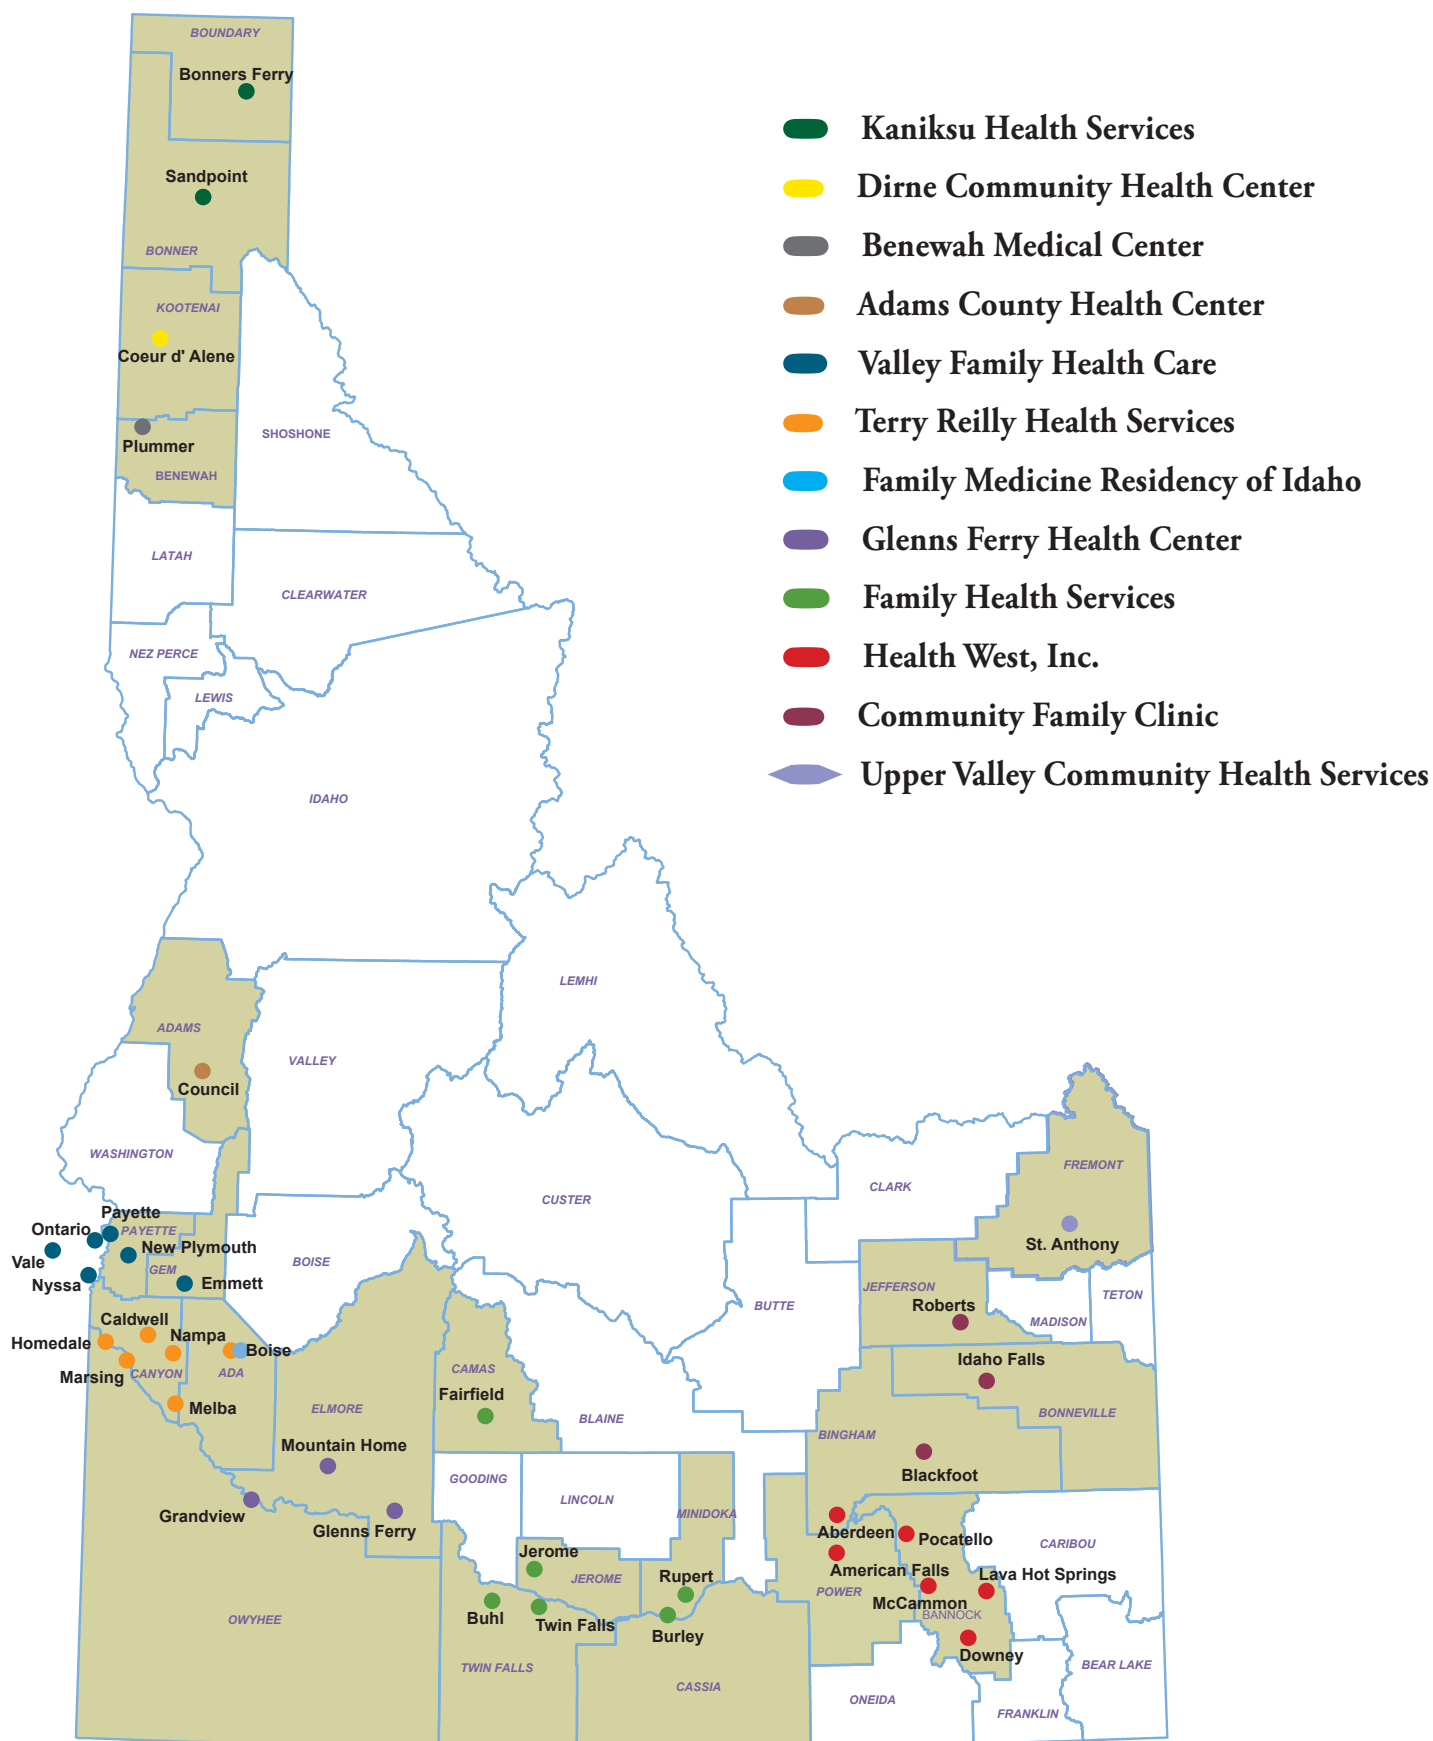 BOUNDARY
Bonners Ferry
Sandpoint
BONNER
KOOTENAI
Coeur d' Alene
Plummer
BENEWAH
SHOSHONE
LATAH
CLEARWATER
NEZ PERCE
LEWIS
IDAHO
Kaniksu Health Services
Dirne Community Health Center
Benewah Medical Center
Adams County Health Center
Valley Family Health Care
Terry Reilly Health Services
Family Medicine Residency of Idaho
Glenns Ferry Health Center
Family Health Services
Health West, Inc.
Community Family Clinic
Upper Valley Community Health Services
LEMHI
ADAMS
VALLEY
Council
WASHINGTON
CUSTER
CLARK
FREMONT
St. Anthony
Payette
Ontario
PAYETTE
New Plymouth
Vale
GEM
Nyssa
Emmett
BOISE
BUTTE
JEFFERSON
TETON
Roberts
MADISON
Caldwell
Homedale
Nampa
Boise
Marsing
CANYON
ADA
Melba
CAMAS
Fairfield
ELMORE
BLAINE
Idaho Falls
BONNEVILLE
BINGHAM
Blackfoot
Mountain Home
GOODING
LINCOLN
MINIDOKA
Grandview
Glenns Ferry
Aberdeen
Pocatello
CARIBOU
American Falls
Lava Hot Springs
POWER
McCammon
BANNOCK
Downey
Jerome
JEROME
Rupert
Buhl
Twin Falls
Burley
OWYHEE
TWIN FALLS
CASSIA
ONEIDA
BEAR LAKE
FRANKLIN